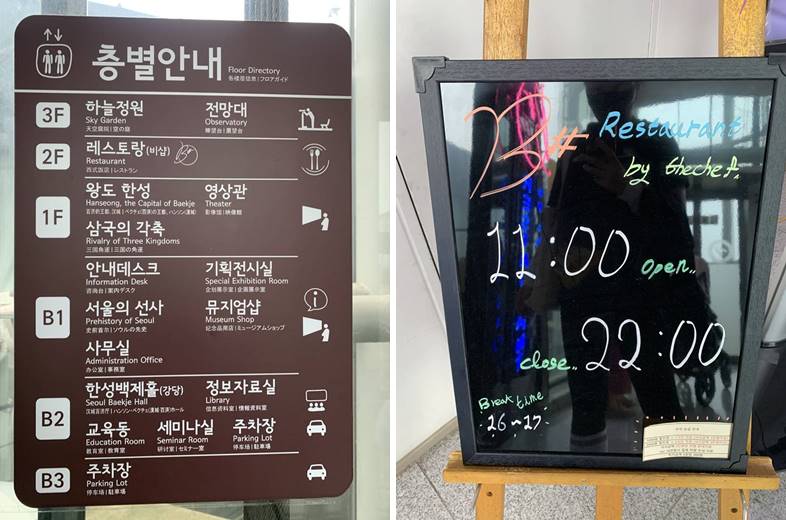 층별안내 Floor Directory
各楼层信息 | フロアガイド
3F 하늘정원 전망대
Sky Garden Observatory
天空庭院 | 空の庭 瞭望台 | 展望台
2F 레스토랑(비샵) B#
Restaurant
西式饭店 | レストラン
1F 왕도 한성 영상관
Hanseong, the Capital of Baekje Theater
影像馆 | 映像館
삼국의 각축
Rivalry of Three Kingdoms
三国角逐 | 三国の角逐
B1 안내데스크 기획전시실
Information Desk Special Exhibition Room
咨询台 | 案内デスク 企划展示室 | 企画展示室
서울의 선사 뮤지엄샵
Prehistory of Seoul Museum Shop
史前首尔 | ソウルの先史 纪念品商店 | ミュージアムショップ
사무실
Administration Office
办公室 | 事務室
B2 한성백제홀(강당) 정보자료실
Seoul Baekje Hall Library
信息资料室 | 情報資料室
교육동 세미나실 주차장
Education Room Seminar Room Parking Lot
教育室 | 教育室 研讨室 | セミナー室 停车场 | 駐車場
B3 주차장
Parking Lot
停车场 | 駐車場
B# Restaurant
by thechef.
11:00 open..
close.. 22:00
Break time